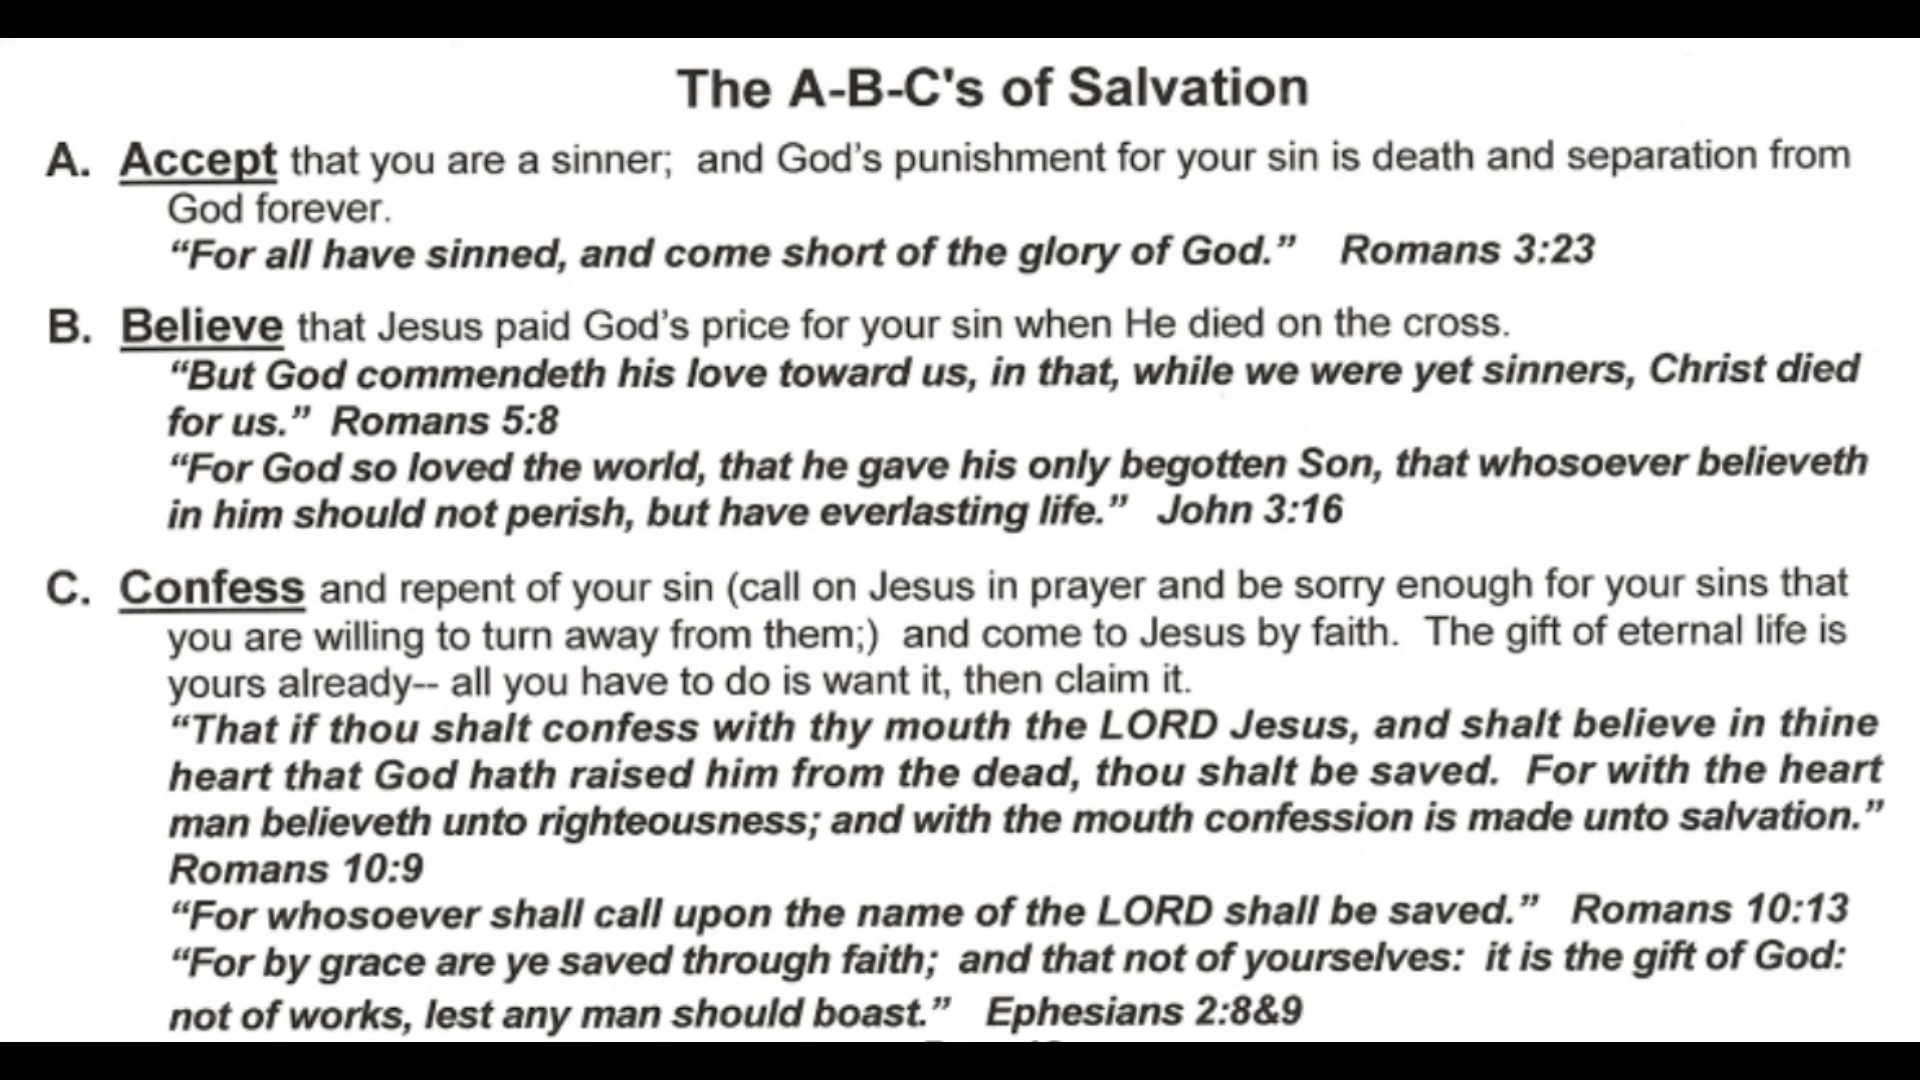 The A-B-C's of Salvation
A. Accept that you are a sinner;  and God’s punishment for your sin is death and separation from
God forever.
“For all have sinned, and come short of the glory of God.”   Romans 3:23
B. Believe that Jesus paid God’s price for your sin when He died on the cross.
“But God commendeth his love toward us, in that, while we were yet sinners, Christ died
for us.”  Romans 5:8
“For God so loved the world, that he gave his only begotten Son, that whosoever believeth
in him should not perish, but have everlasting life.”   John 3:16
C. Confess and repent of your sin (call on Jesus in prayer and be sorry enough for your sins that
you are willing to turn away from them;)  and come to Jesus by faith.  The gift of eternal life is
yours already-- all you have to do is want it, then claim it.
“That if thou shalt confess with thy mouth the LORD Jesus, and shalt believe in thine
heart that God hath raised him from the dead, thou shalt be saved.  For with the heart
man believeth unto righteousness; and with the mouth confession is made unto salvation.”
Romans 10:9
“For whosoever shall call upon the name of the LORD shall be saved.”   Romans 10:13
“For by grace are ye saved through faith;  and that not of yourselves:  it is the gift of God:
not of works, lest any man should boast.”   Ephesians 2:8&9